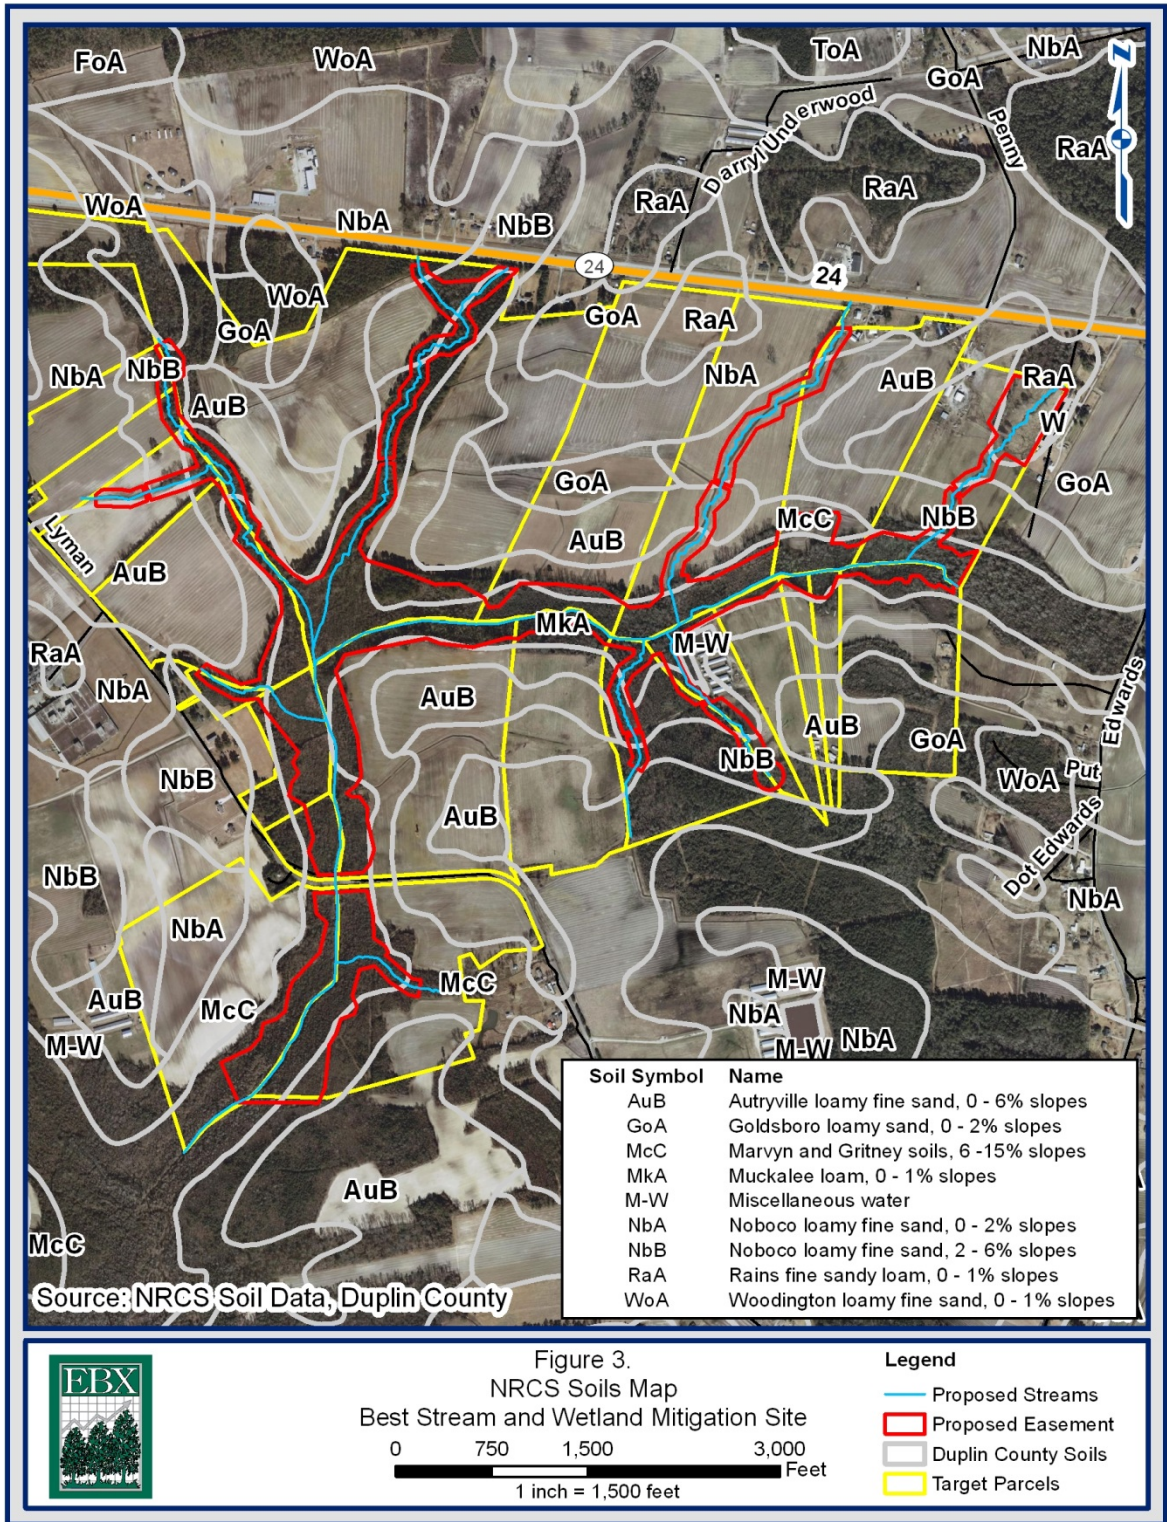 FoA
WoA
ToA
NbA
GoA
Darryl Underwood
Penny
RaA
RaA
RaA
WoA
NbA
NbB
24
24
WoA
GoA
GoA
RaA
NbA
NbB
NbA
AuB
RaA
AuB
W
GoA
GoA
McC
NbB
Lyman
AuB
AuB
MkA
M-W
RaA
NbA
AuB
AuB
GoA
Edwards
NbB
NbB
WoA
Put
AuB
Dot Edwards
NbB
NbA
NbA
McC
M-W
AuB
McC
NbA
M-W
M-W
NbA
AuB
McC
Soil Symbol Name
AuB Autryville loamy fine sand, 0 - 6% slopes
GoA Goldsboro loamy sand, 0 - 2% slopes
McC Marvyn and Gritney soils, 6 -15% slopes
MkA Muckalee loam, 0 - 1% slopes
M-W Miscellaneous water
NbA Noboco loamy fine sand, 0 - 2% slopes
NbB Noboco loamy fine sand, 2 - 6% slopes
RaA Rains fine sandy loam, 0 - 1% slopes
WoA Woodington loamy fine sand, 0 - 1% slopes
Source: NRCS Soil Data, Duplin County
EBX
Figure 3.
NRCS Soils Map
Best Stream and Wetland Mitigation Site
0 750 1,500 3,000
Feet
1 inch = 1,500 feet
Legend
Proposed Streams
Proposed Easement
Duplin County Soils
Target Parcels
N